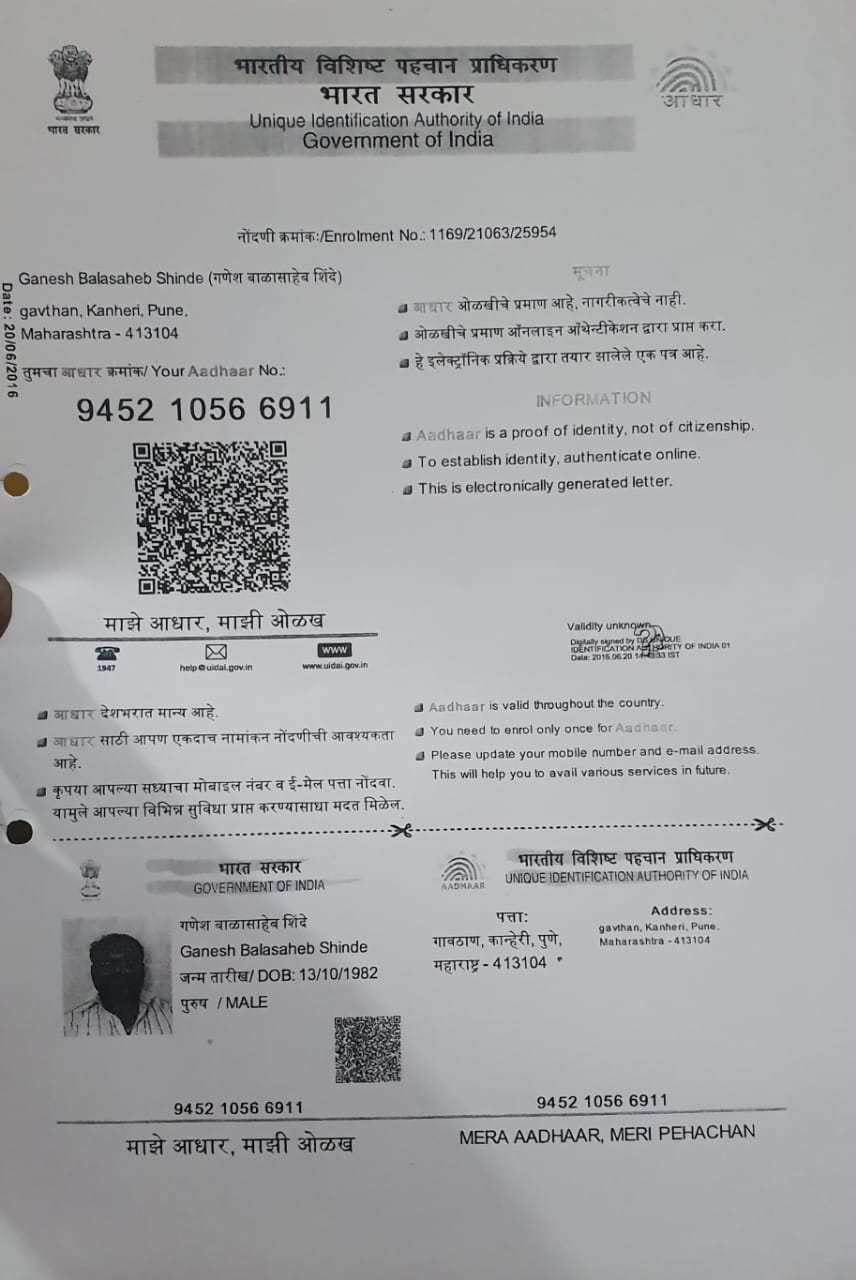 भारतीय विशिष्ट पहचान प्राधिकरण
भारत सरकार
Unique Identification Authority of India
Government of India
भारत सरकार
आधार
नोंदणी क्रमांक:/Enrolment No.: 1169/21063/25954
Date: 20/06/2016
Ganesh Balasaheb Shinde (गणेश बाळासाहेब शिंदे)
gavthan, Kanheri, Pune,
Maharashtra - 413104
तुमचा आधार क्रमांक/ Your Aadhaar No.:
9452 1056 6911
सूचना
आधार ओळखीचे प्रमाण आहे, नागरीकत्वेचे नाही.
ओळखीचे प्रमाण ऑनलाइन ऑथेन्टीकेशन द्वारा प्राप्त करा.
हे इलेक्ट्रॉनिक प्रक्रिये द्वारा तयार झालेले एक पत्र आहे.
INFORMATION
Aadhaar is a proof of identity, not of citizenship.
To establish identity, authenticate online.
This is electronically generated letter.
माझे आधार, माझी ओळख
1947
help@uidai.gov.in
www
www.uidai.gov.in
Validity unknown
Digitally signed by
IDENTIFICATION AUTHORITY OF INDIA 01
Date: 2016.06.20 IST
आधार देशभरात मान्य आहे.
आधार साठी आपण एकदाच नामांकन नोंदणीची आवश्यकता
आहे.
कृपया आपल्या सध्याचा मोबाइल नंबर व ई-मेल पत्ता नोंदवा.
यामुले आपल्या विभिन्न सुविधा प्राप्त करण्यासाधा मदत मिळेल.
Aadhaar is valid throughout the country.
You need to enrol only once for Aadhaar.
Please update your mobile number and e-mail address.
This will help you to avail various services in future.
भारत सरकार
GOVERNMENT OF INDIA
गणेश बाळासाहेब शिंदे
Ganesh Balasaheb Shinde
जन्म तारीख/ DOB: 13/10/1982
पुरुष / MALE
9452 1056 6911
माझे आधार, माझी ओळख
AADHAAR
भारतीय विशिष्ट पहचान प्राधिकरण
UNIQUE IDENTIFICATION AUTHORITY OF INDIA
पत्ता:
गावठाण, कान्हेरी, पुणे,
महाराष्ट्र - 413104
Address:
gavthan, Kanheri, Pune,
Maharashtra - 413104
9452 1056 6911
MERA AADHAAR, MERI PEHACHAN